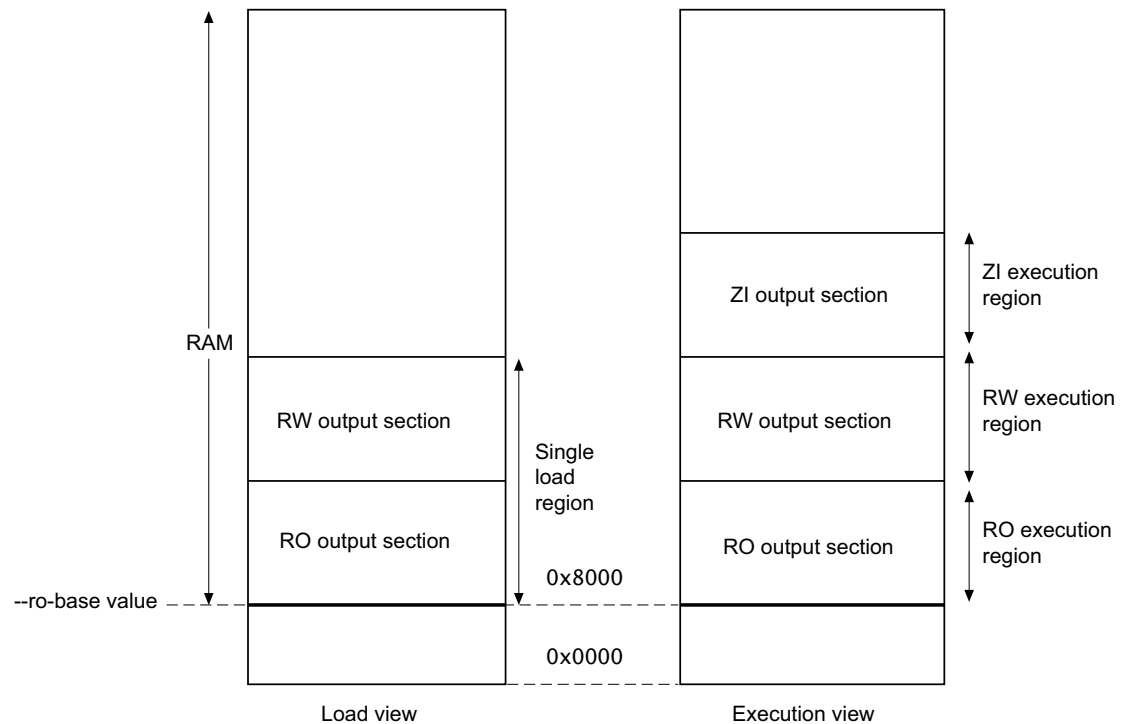 ZI output section
ZI execution
region
RAM
RW output section
Single
load
region
RW output section
RW execution
region
RO output section
RO output section
RO execution
region
0x8000
--ro-base value
0x0000
Load view
Execution view